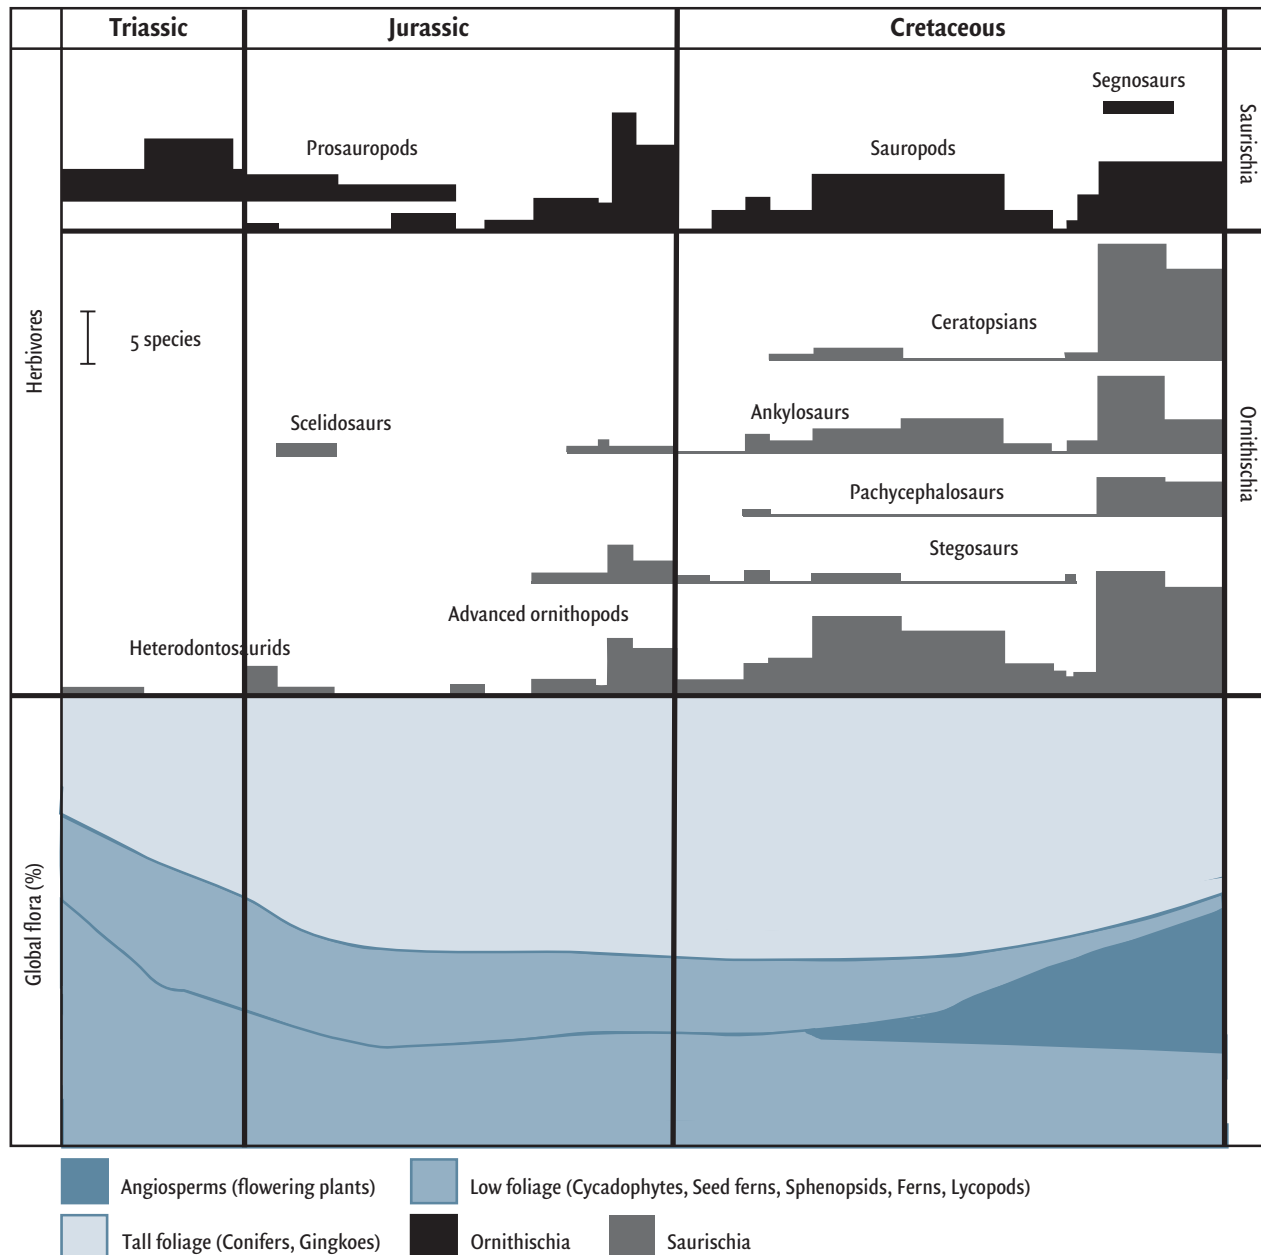 Triassic
Jurassic
Cretaceous
Segnosaurs
Saurischia
Prosauropods
Sauropods
Herbivores
5 species
Ceratopsians
Scelidosaurs
Ankylosaurs
Ornithischia
Pachycephalosaurs
Stegosaurs
Advanced ornithopods
Heterodontosaurids
Global flora (%)
Angiosperms (flowering plants)
Low foliage (Cycadophytes, Seed ferns, Sphenopsids, Ferns, Lycopods)
Tall foliage (Conifers, Gingkoes)
Ornithischia
Saurischia